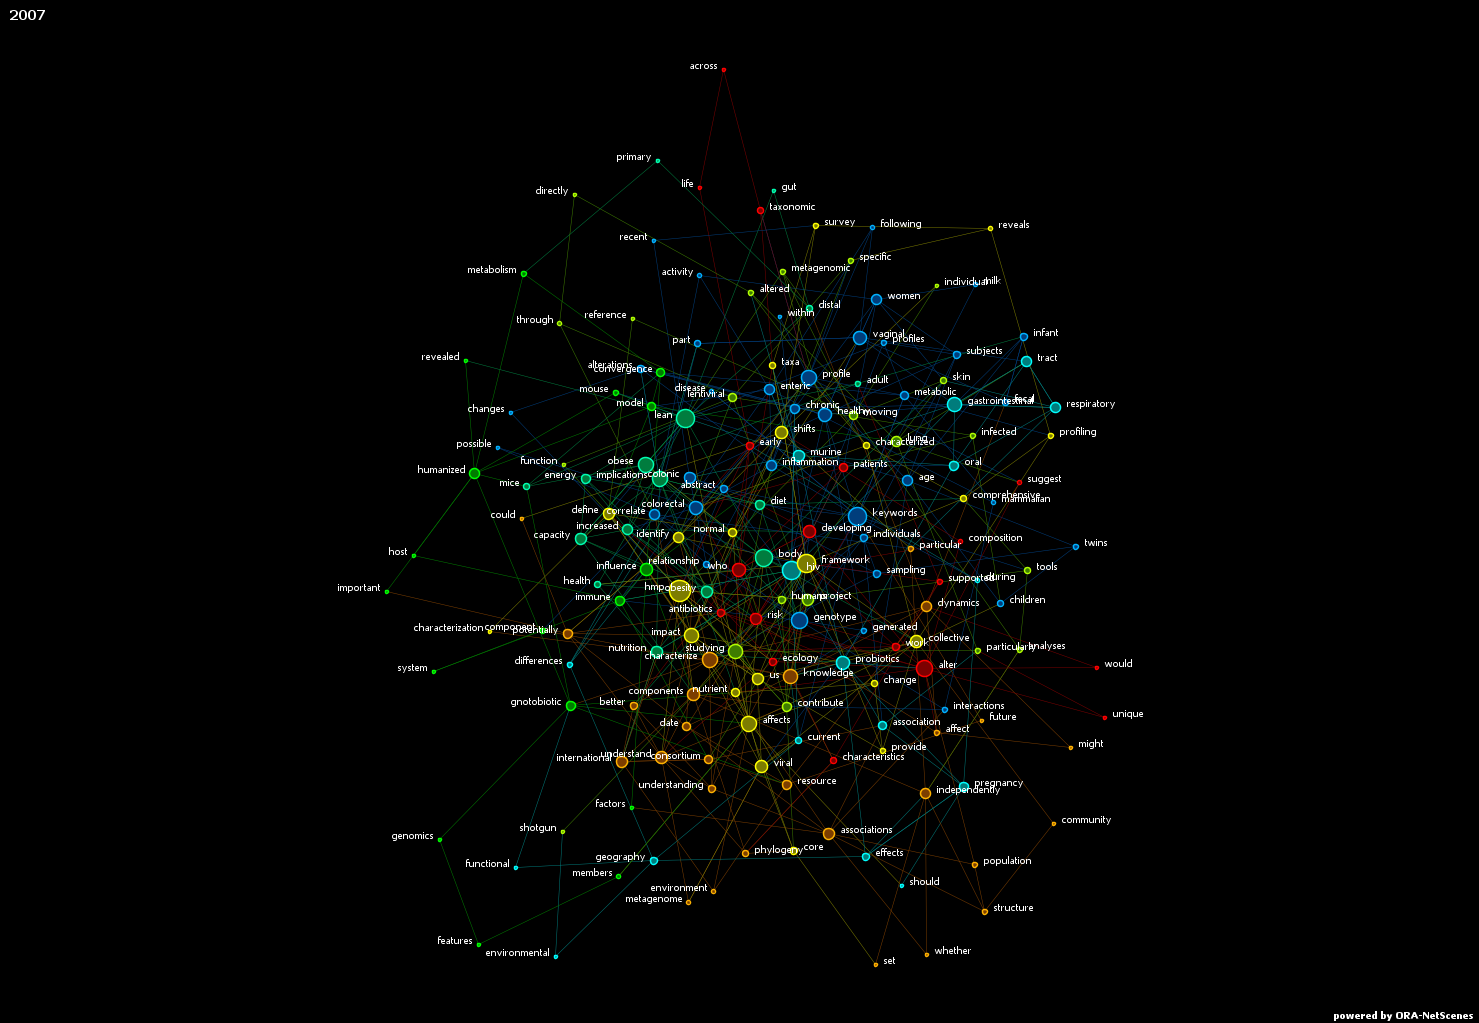 2007
across
primary
life
gut
directly
taxonomic
survey
following
reveals
recent
specific
metabolism
activity
metagenomic
individual
milk
altered
women
distal
reference
within
through
infant
vaginal
part
profiles
subjects
revealed
tract
alterations
taxa
convergence
profile
skin
mouse
disease
enteric
adult
lentiviral
metabolic
gastrointestinal
fecal
model
chronic
respiratory
changes
lean
health
moving
shifts
infected
profiling
possible
characterized
lung
early
murine
function
obese
inflammation
patients
oral
humanized
energy
implications
colonic
suggest
mice
abstract
age
comprehensive
mammalian
diet
colorectal
could
define
correlate
keywords
increased
normal
developing
capacity
identify
individuals
particular
composition
twins
host
body
relationship
framework
influence
who
hiv
sampling
tools
health
supported
during
important
hmp
obesity
immune
humans
project
children
antibiotics
dynamics
risk
genotype
characterization
component
potentially
impact
generated
collective
nutrition
studying
work
particularly
analyses
characterize
ecology
probiotics
differences
alter
would
system
us
knowledge
change
components
nutrient
gnotobiotic
better
contribute
interactions
unique
date
affects
association
future
affect
current
might
international
understand
consortium
provide
viral
characteristics
understanding
resource
pregnancy
independently
factors
community
shotgun
associations
genomics
phylogeny
core
geography
effects
functional
population
members
should
environment
metagenome
structure
features
environmental
whether
set
powered by ORA-NetScenes